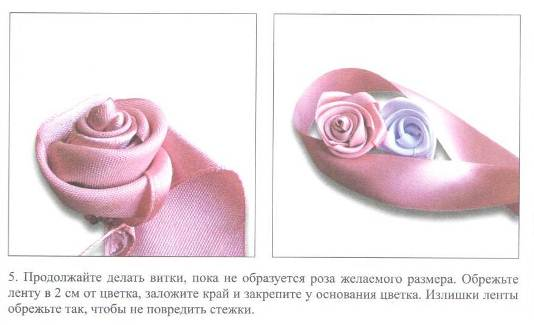 5. Продолжайте делать витки, пока не образуется роза желаемого размера. Обрежьте
ленту в 2 см от цветка, заложите край и закрепите у основания цветка. Излишки ленты
обрежьте так, чтобы не повредить стежки.